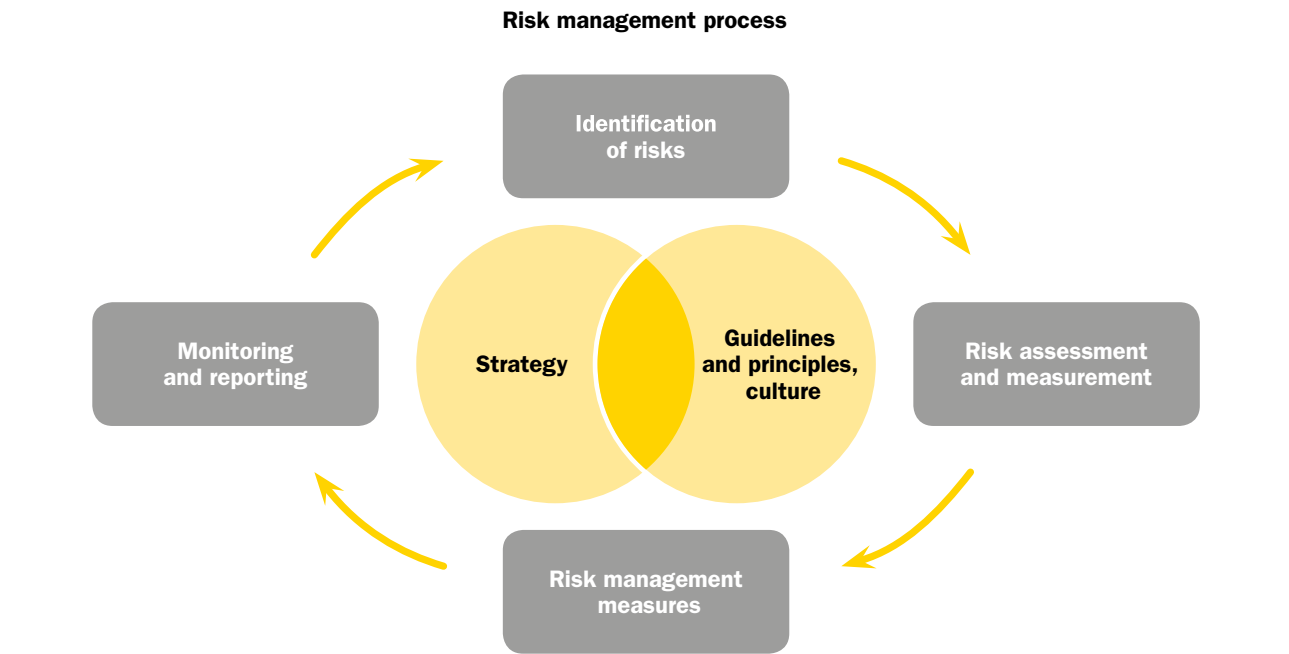 Risk management process
Identification
of risks
Monitoring
and reporting
Strategy
Guidelines
and principles,
culture
Risk assessment
and measurement
Risk management
measures